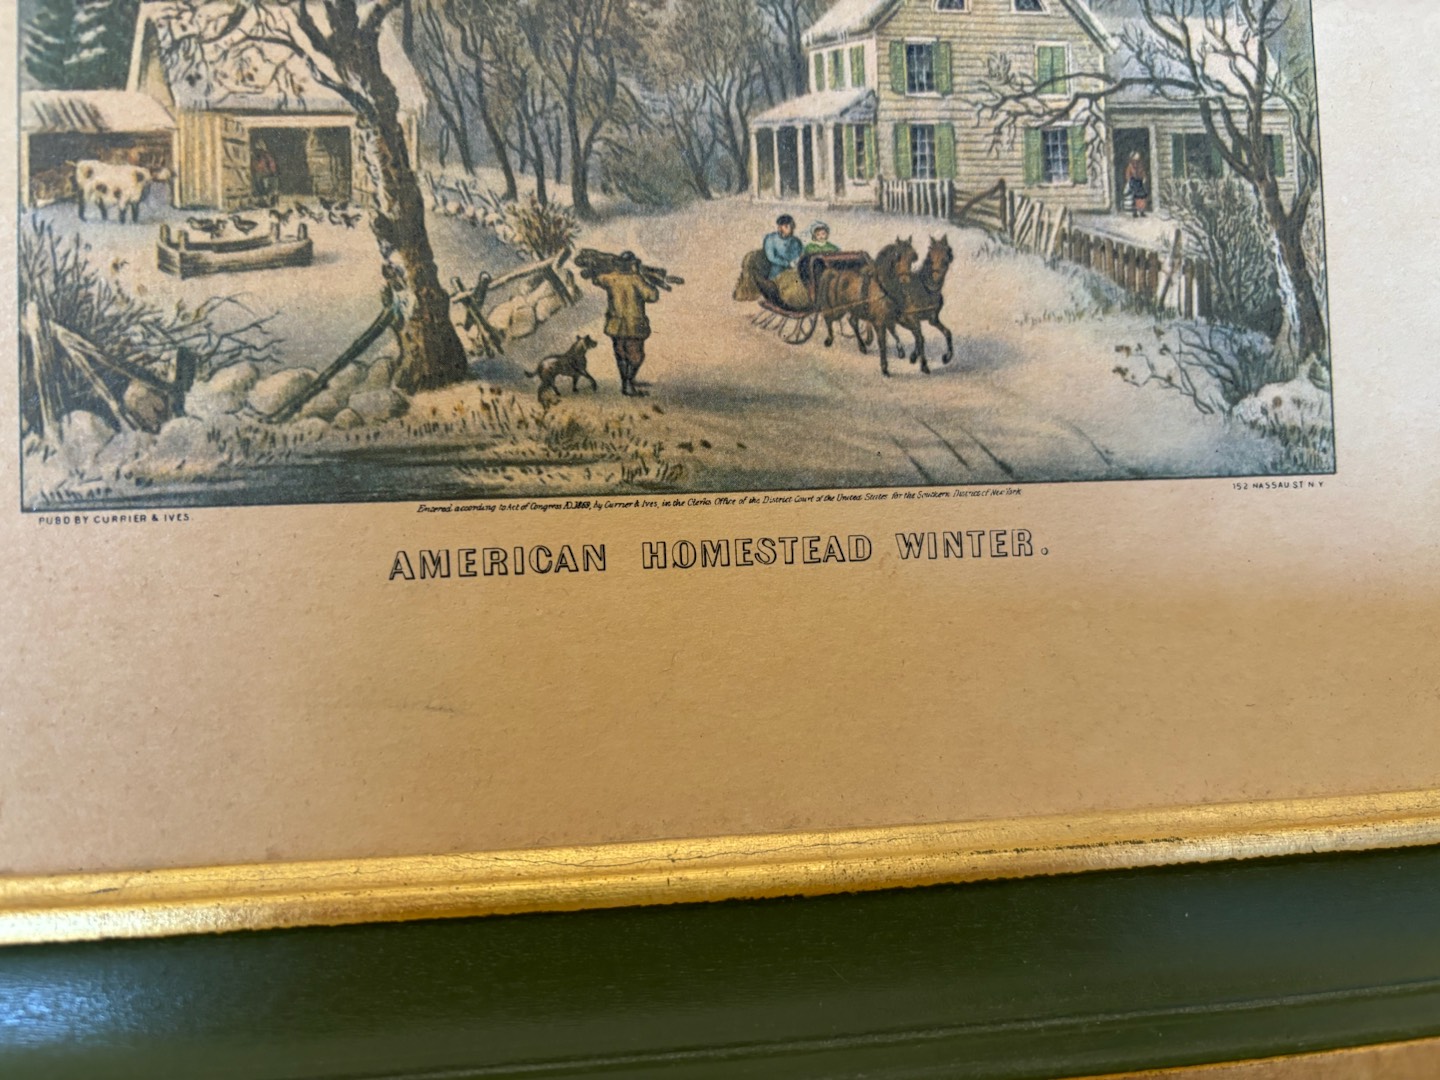 PUBD BY CURRIER & IVES.
Entered according to Act of Congress AD. 1869, by Currier & Ives, in the Clerks Office of the District Court of the United States for the Southern District of New York
152 NASSAU ST N Y
AMERICAN HOMESTEAD WINTER.